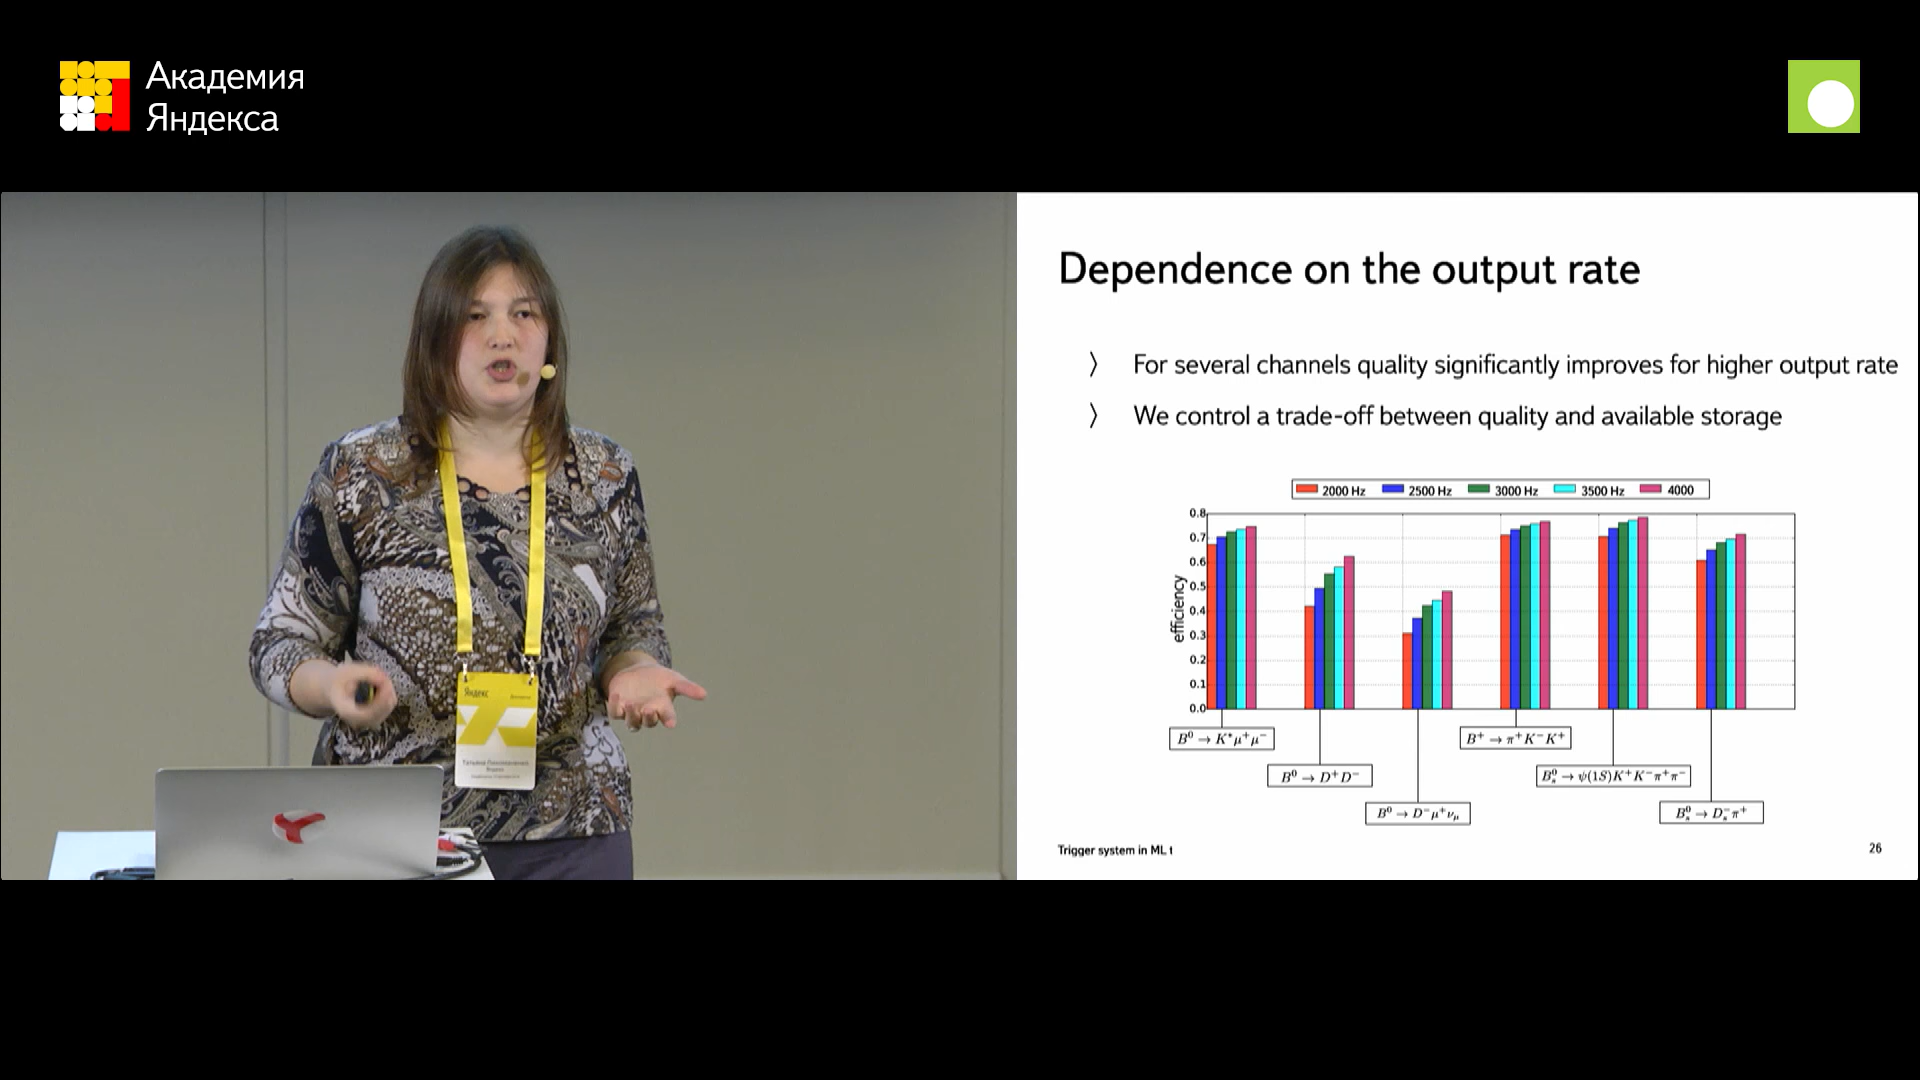 Академия
Яндекса
Dependence on the output rate
〉 For several channels quality significantly improves for higher output rate
〉 We control a trade-off between quality and available storage
2000 Hz 2500 Hz 3000 Hz 3500 Hz 4000
0.8
0.7
0.6
0.5
0.4
0.3
0.2
0.1
0.0
efficiency
B⁰ → K*μ⁺μ⁻
B⁺ → π⁺K⁻K⁺
B⁰ → D⁺D⁻
B⁰ₛ → ψ(1S)K⁺K⁻π⁺π⁻
B⁰ → D⁻μ⁺ν_μ
B⁰ₛ → D⁻ₛπ⁺
Trigger system in ML t
26
Яндекс
Татьяна